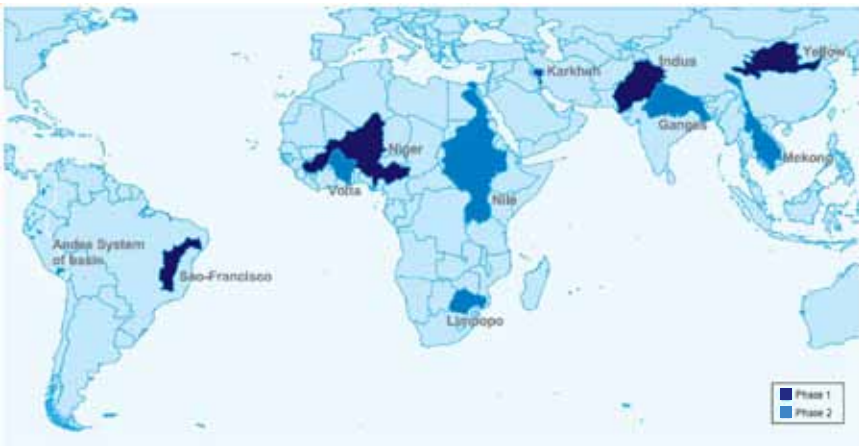 Yellow
Indus
Karkheh
Ganges
Niger
Mekong
Volta
Nile
Andes System
of basin
Sao-Francisco
Limpopo
Phase 1
Phase 2